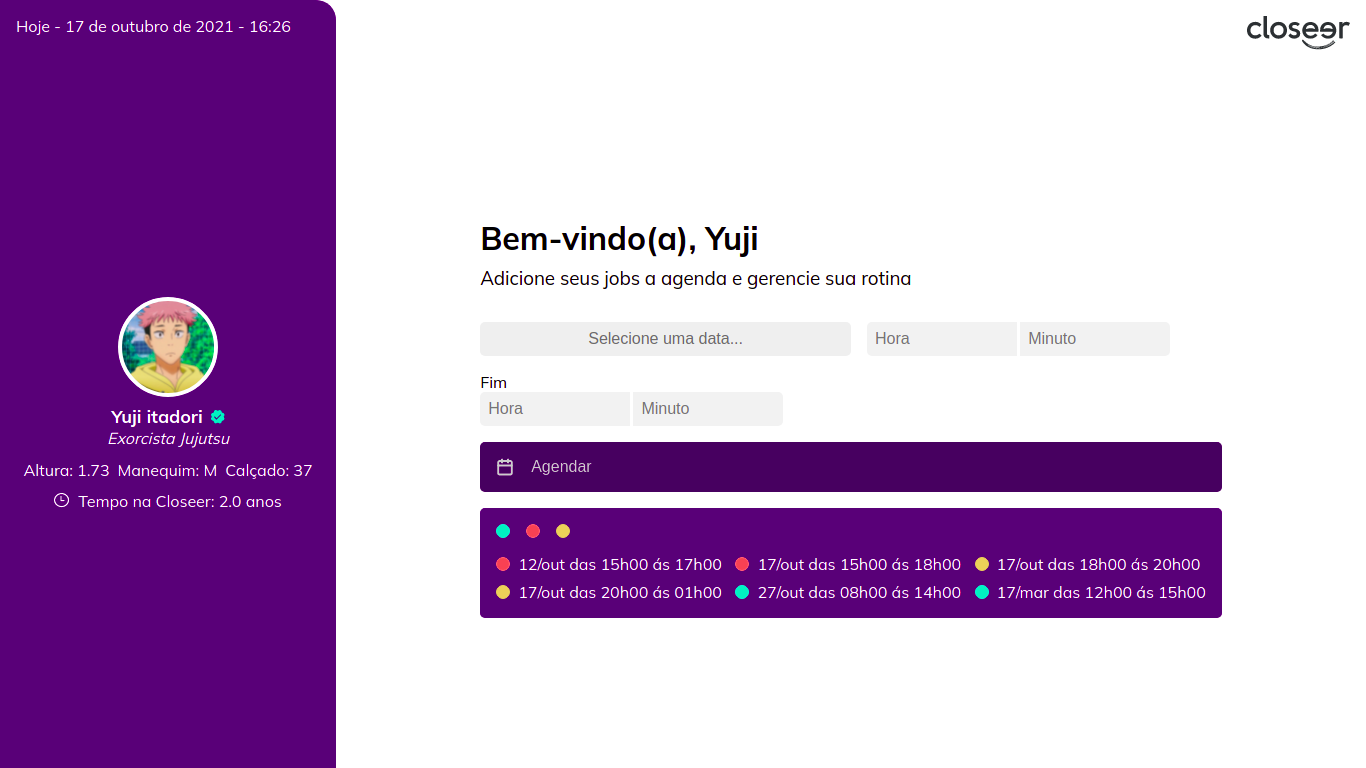 Hoje - 17 de outubro de 2021 - 16:26
closeer
Yuji itadori
Exorcista Jujutsu
Altura: 1.73 Manequim: M Calçado: 37
Tempo na Closeer: 2.0 anos
Bem-vindo(a), Yuji
Adicione seus jobs a agenda e gerencie sua rotina
Selecione uma data... Hora Minuto
Fim
Hora Minuto
Agendar
12/out das 15h00 ás 17h00 17/out das 15h00 ás 18h00 17/out das 18h00 ás 20h00
17/out das 20h00 ás 01h00 27/out das 08h00 ás 14h00 17/mar das 12h00 ás 15h00